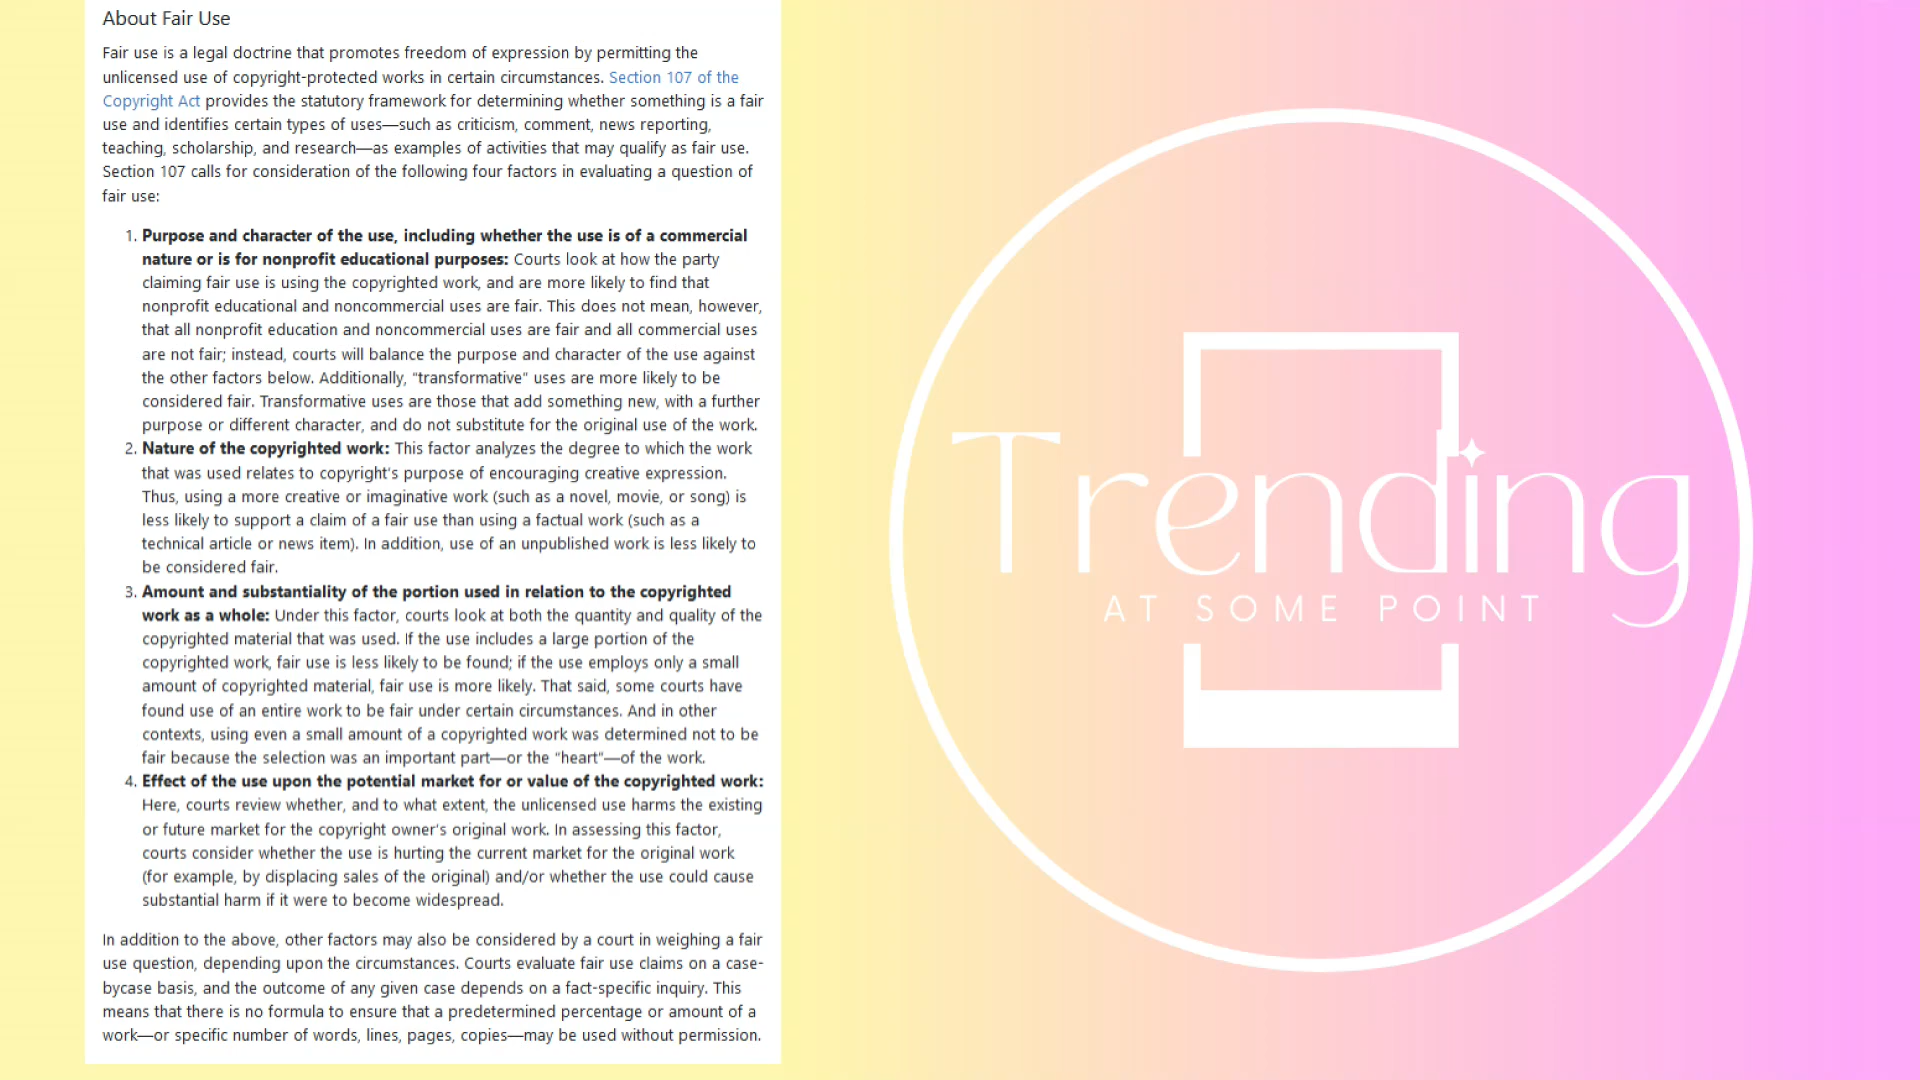 About Fair Use
Fair use is a legal doctrine that promotes freedom of expression by permitting the
unlicensed use of copyright-protected works in certain circumstances. Section 107 of the
Copyright Act provides the statutory framework for determining whether something is a fair
use and identifies certain types of uses—such as criticism, comment, news reporting,
teaching, scholarship, and research—as examples of activities that may qualify as fair use.
Section 107 calls for consideration of the following four factors in evaluating a question of
fair use:
1. Purpose and character of the use, including whether the use is of a commercial
nature or is for nonprofit educational purposes: Courts look at how the party
claiming fair use is using the copyrighted work, and are more likely to find that
nonprofit educational and noncommercial uses are fair. This does not mean, however,
that all nonprofit education and noncommercial uses are fair and all commercial uses
are not fair; instead, courts will balance the purpose and character of the use against
the other factors below. Additionally, "transformative" uses are more likely to be
considered fair. Transformative uses are those that add something new, with a further
purpose or different character, and do not substitute for the original use of the work.
2. Nature of the copyrighted work: This factor analyzes the degree to which the work
that was used relates to copyright's purpose of encouraging creative expression.
Thus, using a more creative or imaginative work (such as a novel, movie, or song) is
less likely to support a claim of a fair use than using a factual work (such as a
technical article or news item). In addition, use of an unpublished work is less likely to
be considered fair.
3. Amount and substantiality of the portion used in relation to the copyrighted
work as a whole: Under this factor, courts look at both the quantity and quality of the
copyrighted material that was used. If the use includes a large portion of the
copyrighted work, fair use is less likely to be found; if the use employs only a small
amount of copyrighted material, fair use is more likely. That said, some courts have
found use of an entire work to be fair under certain circumstances. And in other
contexts, using even a small amount of a copyrighted work was determined not to be
fair because the selection was an important part—or the "heart"—of the work.
4. Effect of the use upon the potential market for or value of the copyrighted work:
Here, courts review whether, and to what extent, the unlicensed use harms the existing
or future market for the copyright owner's original work. In assessing this factor,
courts consider whether the use is hurting the current market for the original work
(for example, by displacing sales of the original) and/or whether the use could cause
substantial harm if it were to become widespread.
In addition to the above, other factors may also be considered by a court in weighing a fair
use question, depending upon the circumstances. Courts evaluate fair use claims on a case-
bycase basis, and the outcome of any given case depends on a fact-specific inquiry. This
means that there is no formula to ensure that a predetermined percentage or amount of a
work—or specific number of words, lines, pages, copies—may be used without permission.
Trending
AT SOME POINT